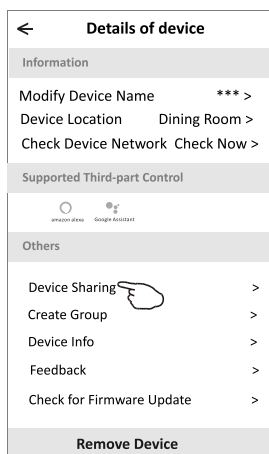 Details of device
Information
Modify Device Name *** >
Device Location Dining Room >
Check Device Network Check Now >
Supported Third-part Control
amazon alexa Google Assistant
Others
Device Sharing >
Create Group >
Device Info >
Feedback >
Check for Firmware Update >
Remove Device